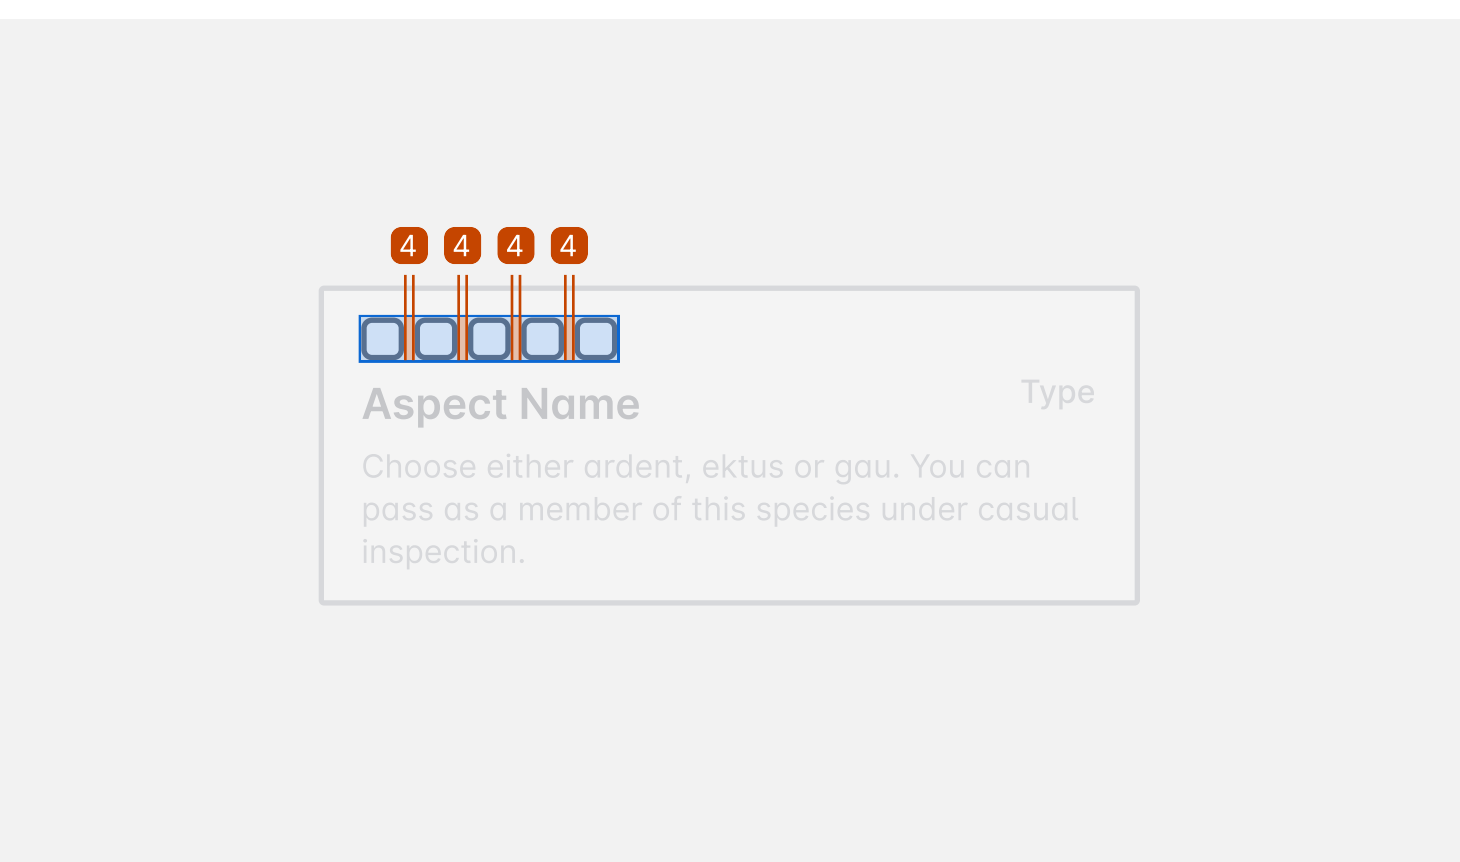 4 4 4 4
Aspect Name
Type
Choose either ardent, ektus or gau. You can
pass as a member of this species under casual
inspection.